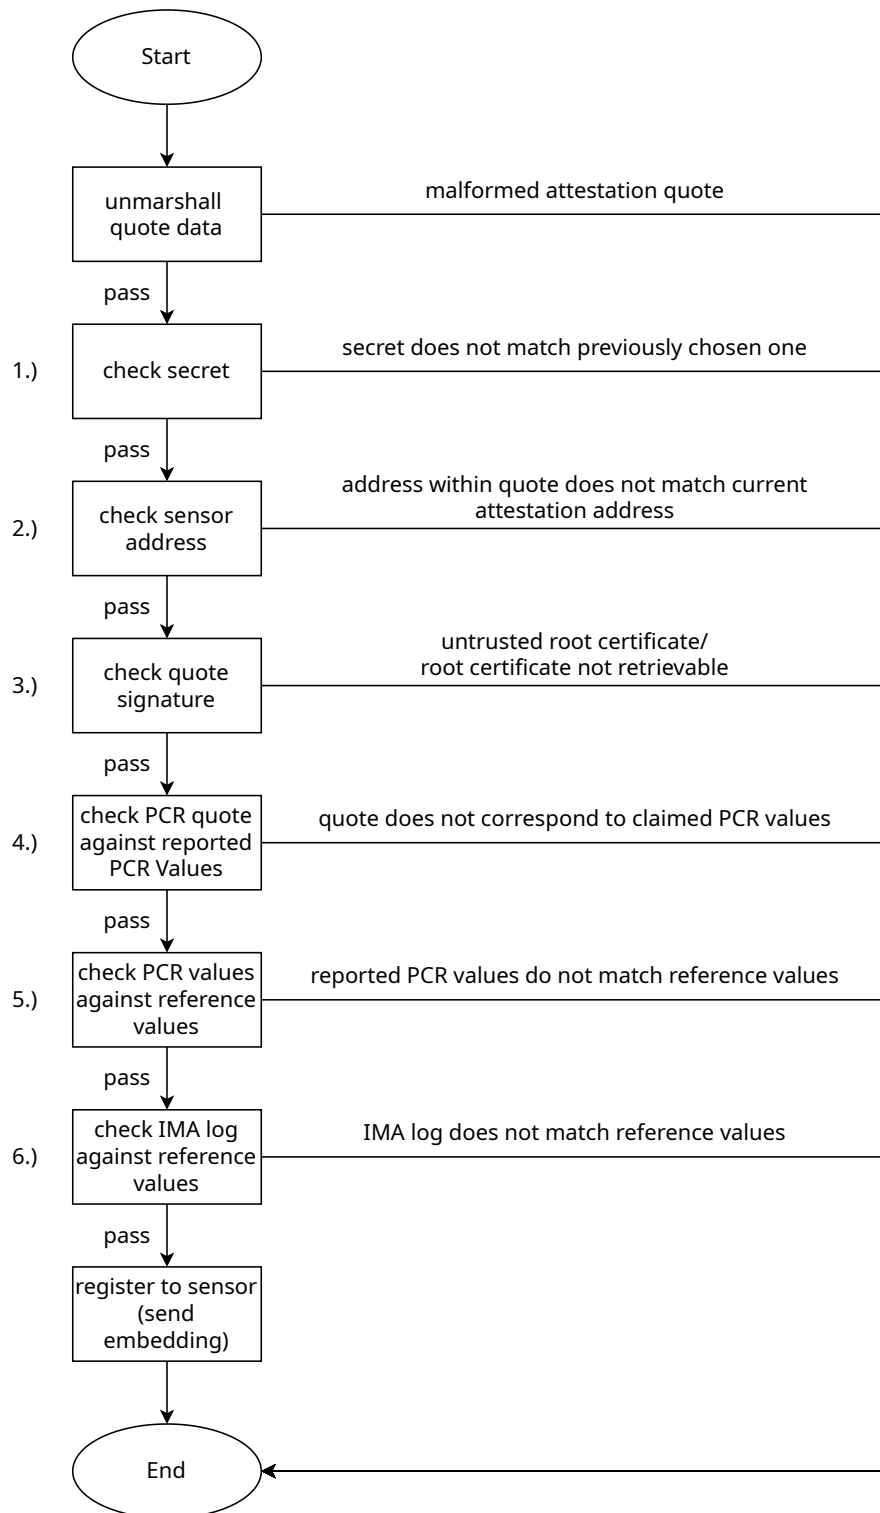 Start
unmarshall
quote data
malformed attestation quote
pass
1.)
check secret
secret does not match previously chosen one
pass
2.)
check sensor
address
address within quote does not match current
attestation address
pass
3.)
check quote
signature
untrusted root certificate/
root certificate not retrievable
pass
4.)
check PCR quote
against reported
PCR Values
quote does not correspond to claimed PCR values
pass
5.)
check PCR values
against reference
values
reported PCR values do not match reference values
pass
6.)
check IMA log
against reference
values
IMA log does not match reference values
pass
register to sensor
(send
embedding)
End